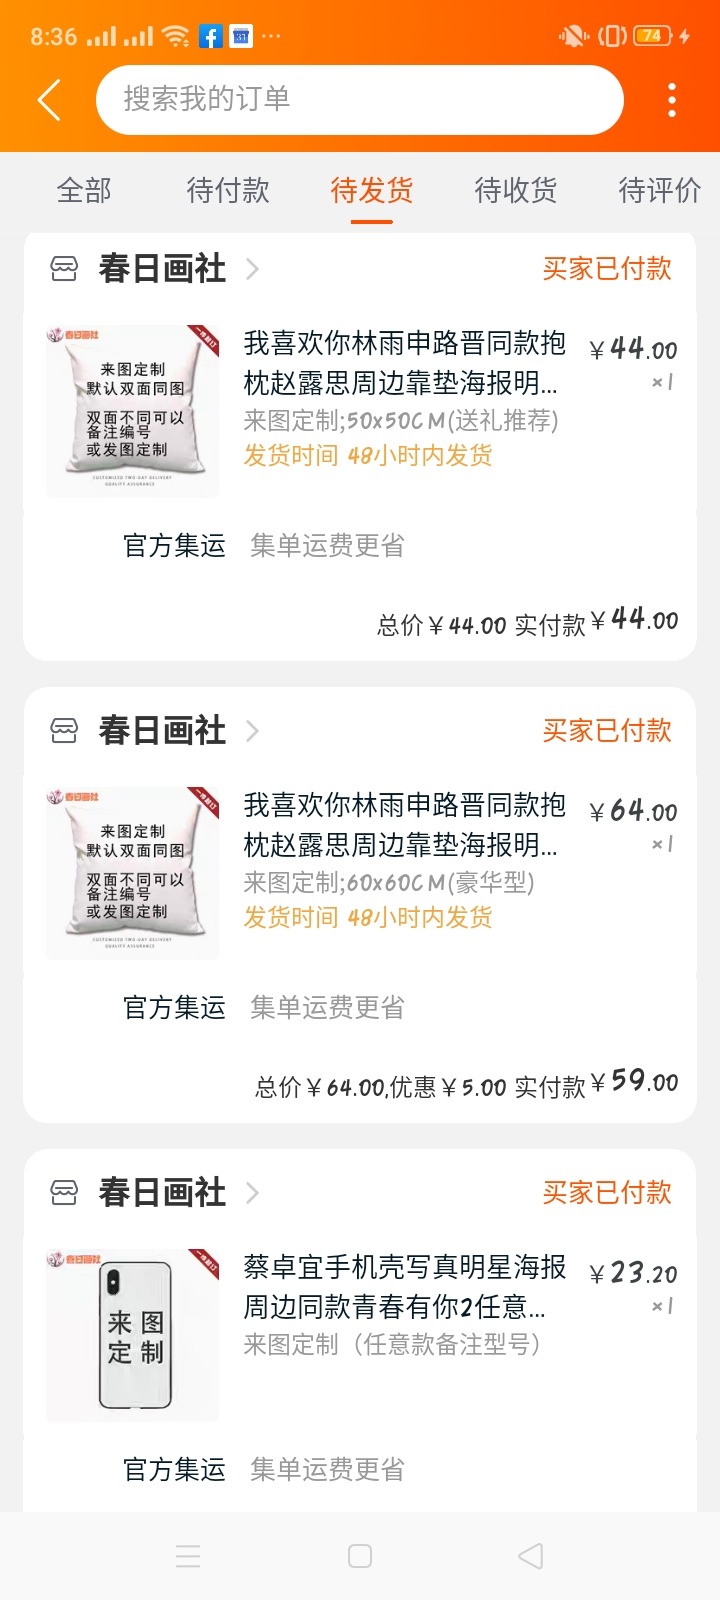 8:36
31
74
搜索我的订单
全部 待付款 待发货 待收货 待评价
春日画社 买家已付款
春日画社
来图定制
默认双面同图
双面不同可以
备注编号
或发图定制
CUSTOMIZED TWO-DAY DELIVERY
QUALITY ASSURANCE
我喜欢你林雨申路晋同款抱 ¥44.00
枕赵露思周边靠垫海报明... ×1
来图定制;50x50CM(送礼推荐)
发货时间 48小时内发货
官方集运 集单运费更省
总价¥44.00 实付款¥44.00
春日画社 买家已付款
春日画社
来图定制
默认双面同图
双面不同可以
备注编号
或发图定制
CUSTOMIZED TWO-DAY DELIVERY
QUALITY ASSURANCE
我喜欢你林雨申路晋同款抱 ¥64.00
枕赵露思周边靠垫海报明... ×1
来图定制;60x60CM(豪华型)
发货时间 48小时内发货
官方集运 集单运费更省
总价¥64.00,优惠¥5.00 实付款¥59.00
春日画社 买家已付款
春日画社
来图
定制
蔡卓宜手机壳写真明星海报 ¥23.20
周边同款青春有你2任意... ×1
来图定制（任意款备注型号）
官方集运 集单运费更省